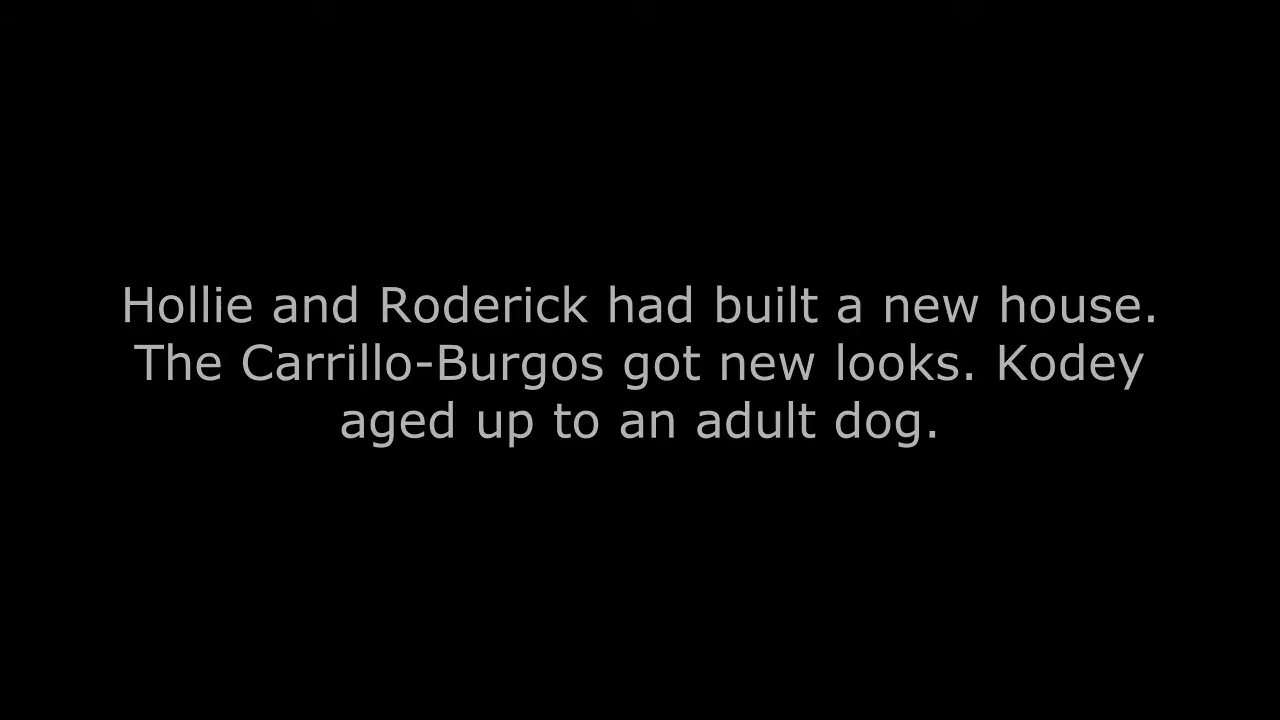 Hollie and Roderick had built a new house.
The Carrillo-Burgos got new looks. Kodey
aged up to an adult dog.